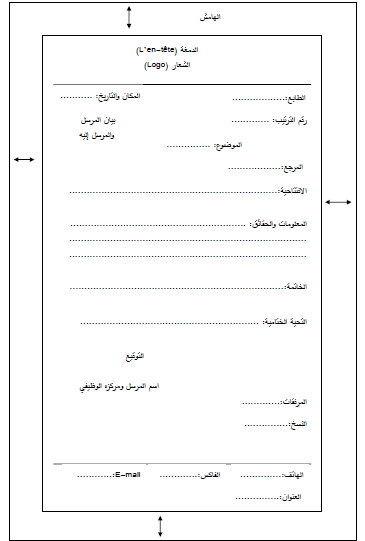 الهامش
الدمغة (L'en-tête)
الشعار (Logo)
الطابع:.................. المكان والتاريخ: ...........
رقم الترتيب: ............. بيان المرسل
والمرسل إليه
الموضوع: ...............
المرجع:..................
الافتتاحية:......................................................................
المعلومات والحقائق: ............................................................
................................................................................
................................................................................
الخاتمة:........................................................................
التحية الختامية: .............................................................
التوقيع
اسم المرسل ومركزه الوظيفي
المرفقات:.............
النسخ:...............
الهاتف:.............. الفاكس:............. E-mail:............
العنوان:...............